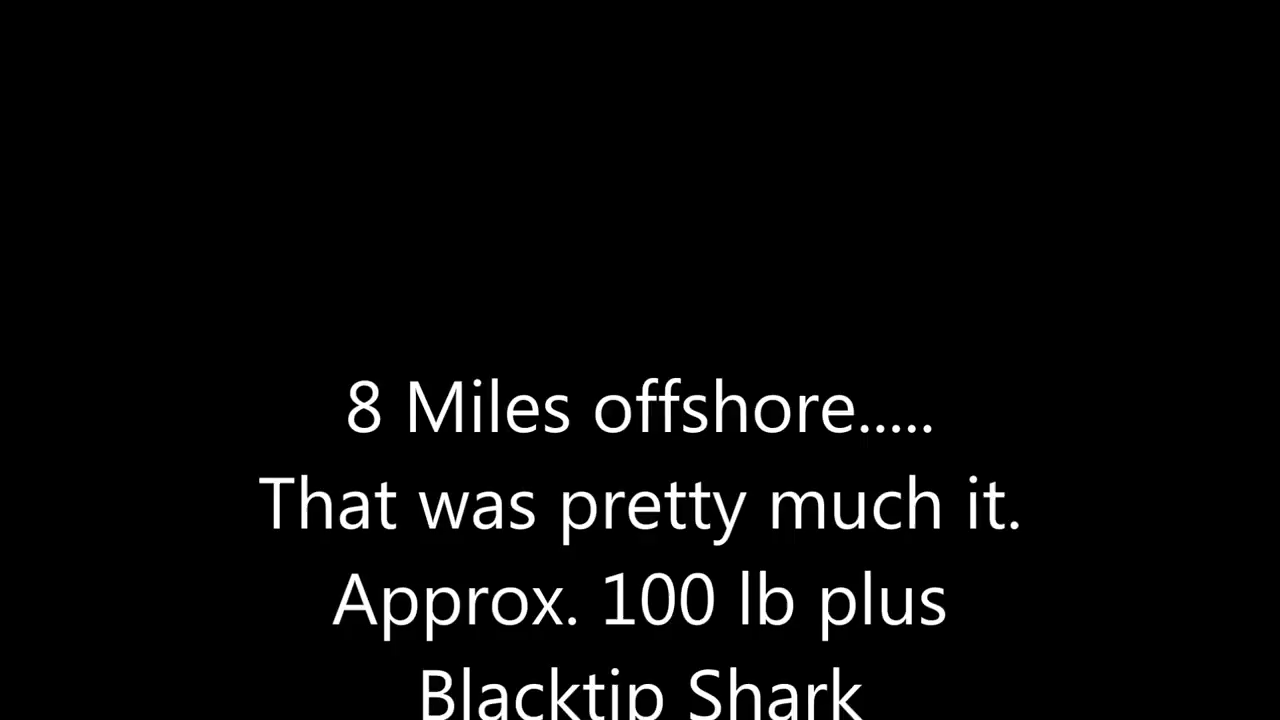 8 Miles offshore.....
That was pretty much it.
Approx. 100 lb plus
Blacktip Shark